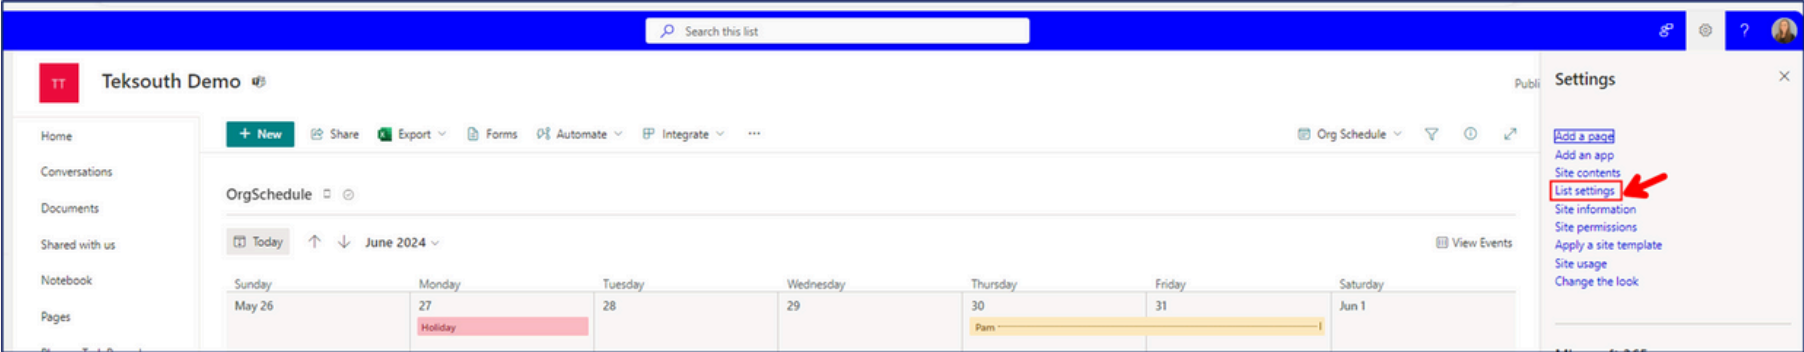 Search this list
?
TT
Teksouth Demo
Publi
Settings
Home
Conversations
Documents
Shared with us
Notebook
Pages
+ New
Share
Export
Forms
Automate
Integrate
...
Org Schedule
OrgSchedule
Today
June 2024
View Events
Sunday Monday Tuesday Wednesday Thursday Friday Saturday
May 26 27 28 29 30 31 Jun 1
Holiday
Pam
Add a page
Add an app
Site contents
List settings
Site information
Site permissions
Apply a site template
Site usage
Change the look